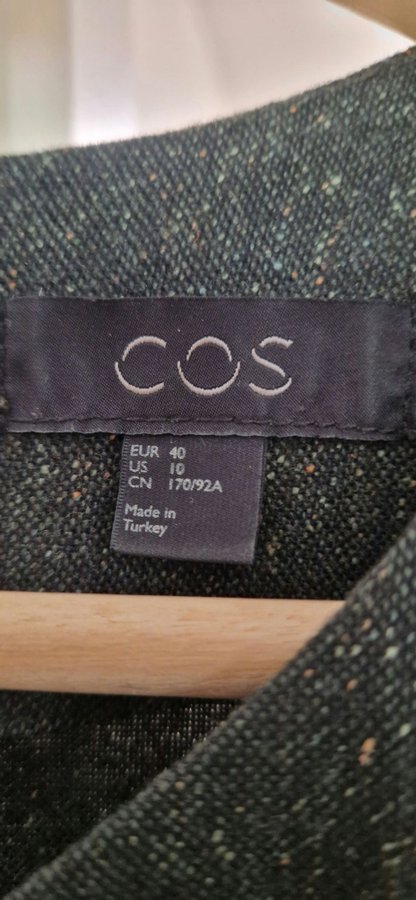 COS
EUR 40
US 10
CN 170/92A
Made in
Turkey